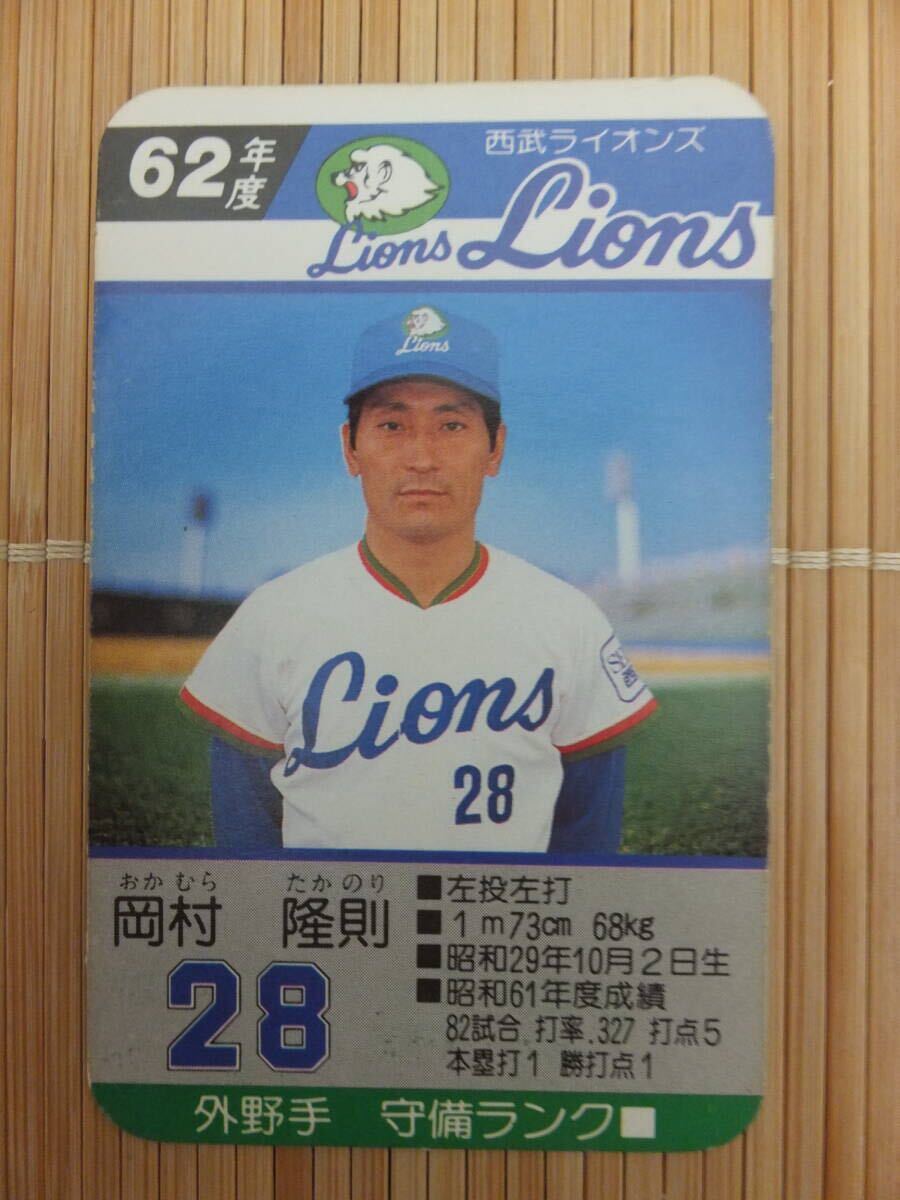 62年度
西武ライオンズ
Lions
Lions
Lions
Lions
28
おかむら たかのり
岡村 隆則
28
■左投左打
■1m73cm 68kg
■昭和29年10月2日生
■昭和61年度成績
82試合 打率.327 打点5
本塁打1 勝打点1
外野手 守備ランク■